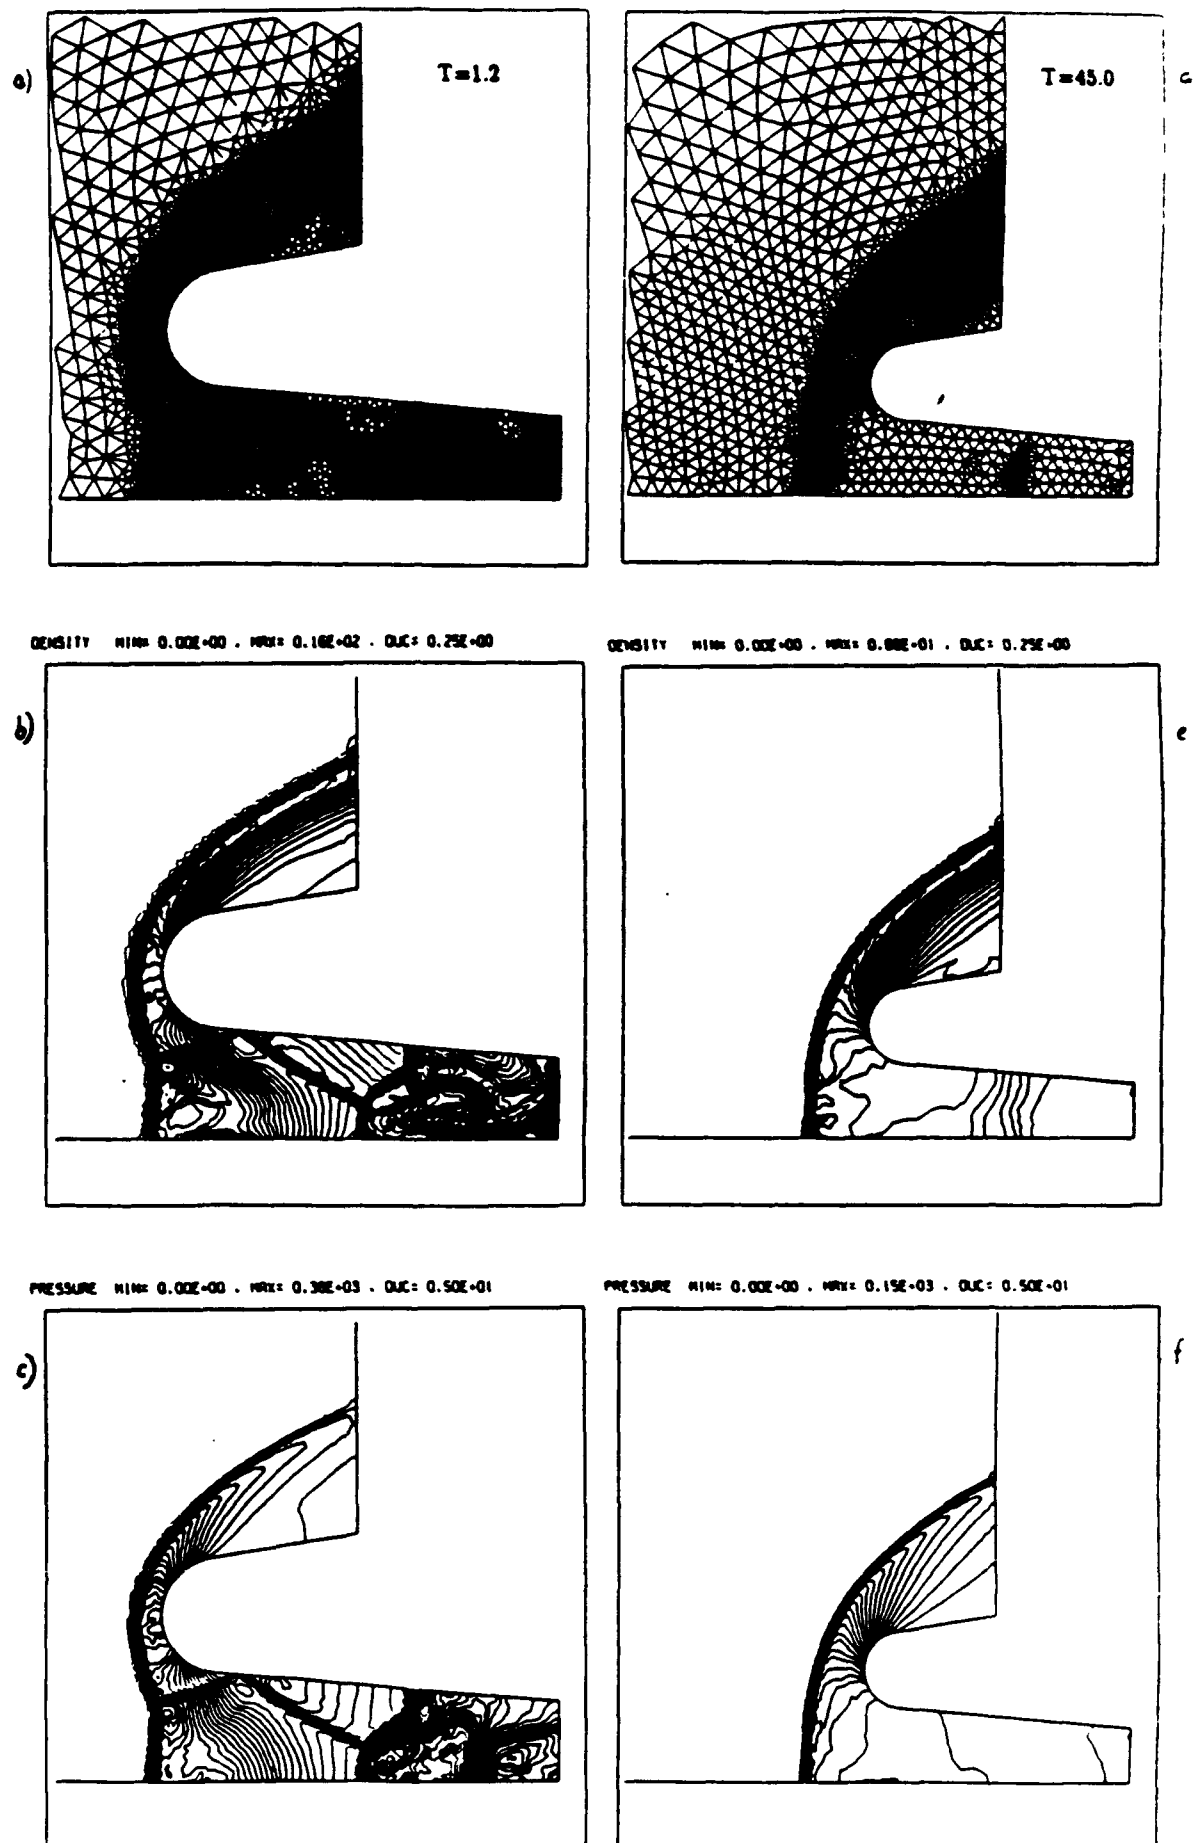 a)
T=1.2
T=45.0
DENSITY MIN= 0.00E+00 . MAX= 0.16E+02 . DUC= 0.25E+00
DENSITY MIN= 0.00E+00 . MAX= 0.88E+01 . DUC= 0.25E+00
b)
e
PRESSURE MIN= 0.00E+00 . MAX= 0.38E+03 . DUC= 0.50E+01
PRESSURE MIN= 0.00E+00 . MAX= 0.15E+03 . DUC= 0.50E+01
c)
f